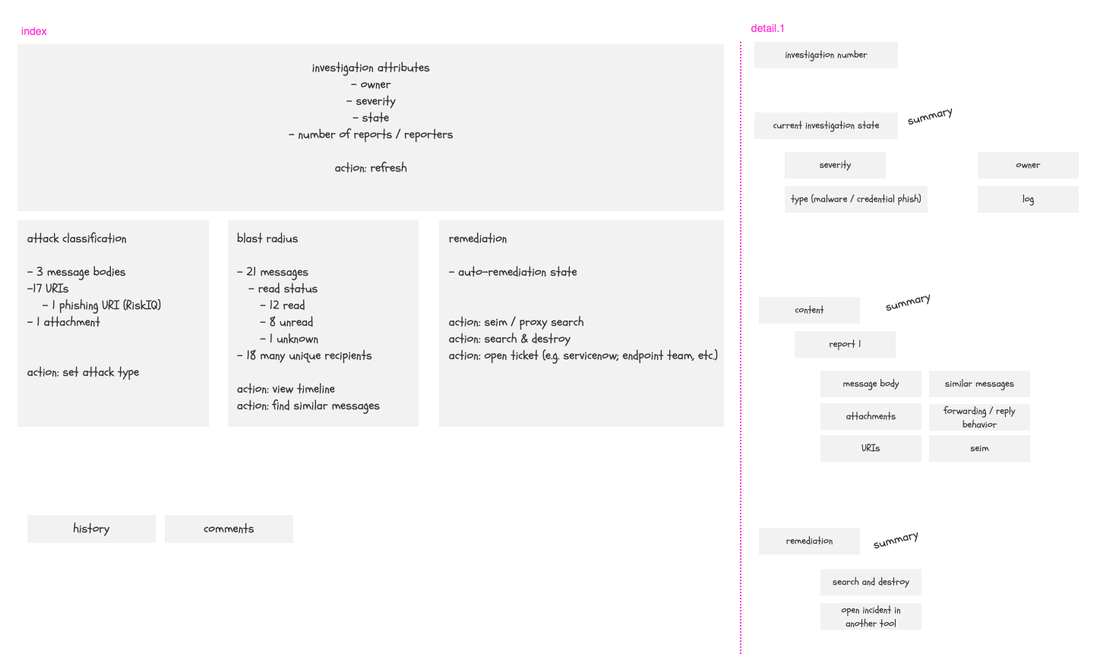 index
investigation attributes
- owner
- severity
- state
- number of reports / reporters
action: refresh
attack classification
- 3 message bodies
-17 URIs
- 1 phishing URI (RiskIQ)
- 1 attachment
action: set attack type
blast radius
- 21 messages
- read status
- 12 read
- 8 unread
- 1 unknown
- 18 many unique recipients
action: view timeline
action: find similar messages
remediation
- auto-remediation state
action: seim / proxy search
action: search & destroy
action: open ticket (e.g. servicenow; endpoint team, etc.)
history
comments
detail.1
investigation number
current investigation state
summary
severity
owner
type (malware / credential phish)
log
content
summary
report 1
message body
similar messages
attachments
forwarding / reply
behavior
URIs
seim
remediation
summary
search and destroy
open incident in
another tool